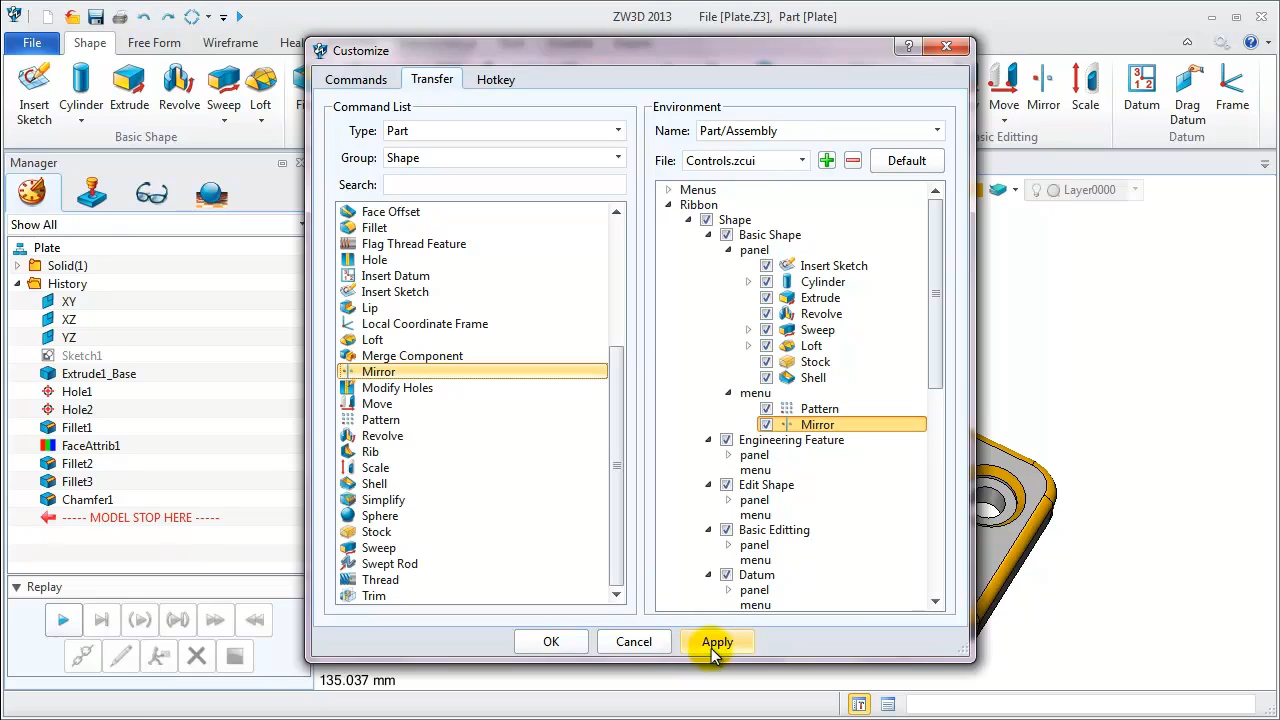 ZW3D 2013 File [Plate.Z3], Part [Plate]
File Shape Free Form Wireframe
Insert Sketch
Cylinder
Extrude
Revolve
Sweep
Loft
Basic Shape
Move
Mirror
Scale
Datum
Drag Datum
Frame
Datum
Manager
Show All
Plate
Solid(1)
History
XY
XZ
YZ
Sketch1
Extrude1_Base
Hole1
Hole2
Fillet1
FaceAttrib1
Fillet2
Fillet3
Chamfer1
----- MODEL STOP HERE -----
Replay
Customize
Commands Transfer Hotkey
Command List
Type: Part
Group: Shape
Search:
Face Offset
Fillet
Flag Thread Feature
Hole
Insert Datum
Insert Sketch
Lip
Local Coordinate Frame
Loft
Merge Component
Mirror
Modify Holes
Move
Pattern
Revolve
Rib
Scale
Shell
Simplify
Sphere
Stock
Sweep
Swept Rod
Thread
Trim
Environment
Name: Part/Assembly
File: Controls.zcui Default
Menus
Ribbon
Shape
Basic Shape
panel
Insert Sketch
Cylinder
Extrude
Revolve
Sweep
Loft
Stock
Shell
menu
Pattern
Mirror
Engineering Feature
panel
menu
Edit Shape
panel
menu
Basic Editting
panel
menu
Datum
panel
menu
OK Cancel Apply
Layer0000
135.037 mm